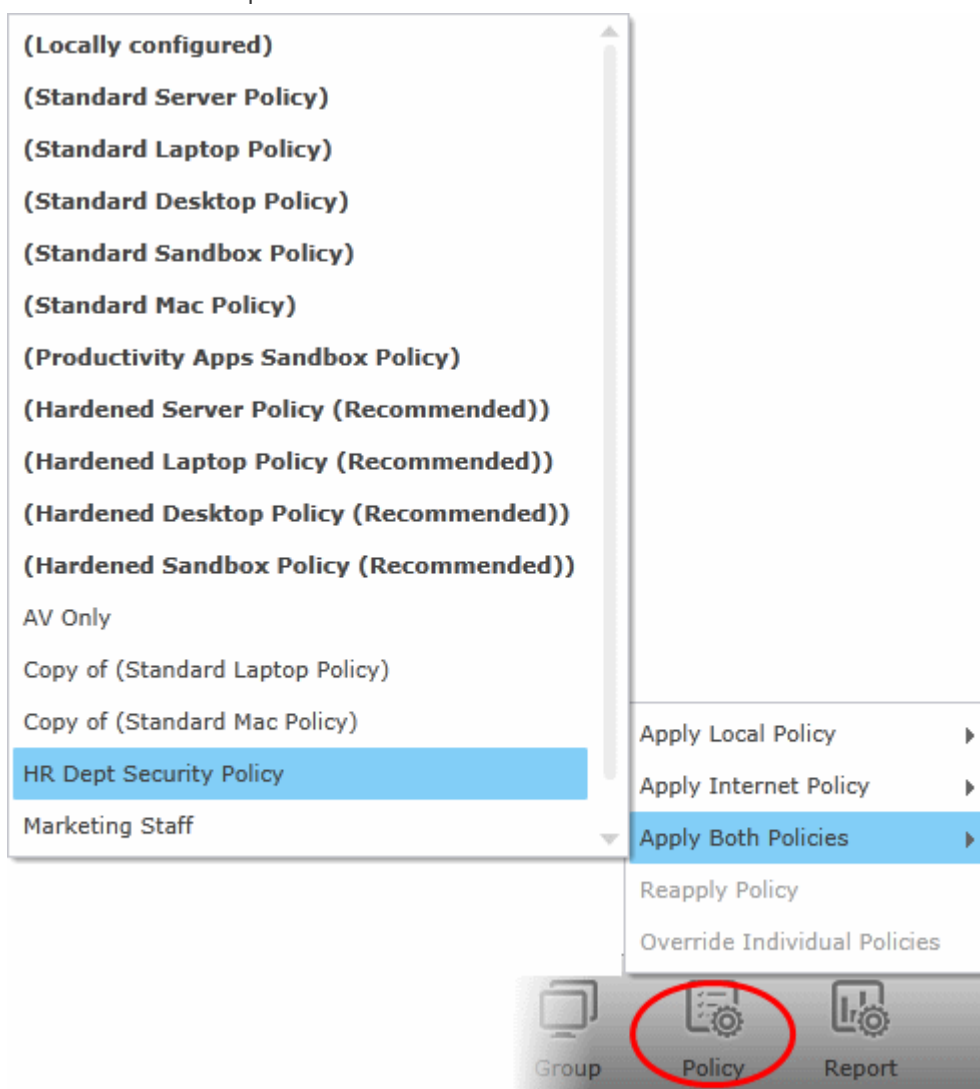 (Locally configured)
(Standard Server Policy)
(Standard Laptop Policy)
(Standard Desktop Policy)
(Standard Sandbox Policy)
(Standard Mac Policy)
(Productivity Apps Sandbox Policy)
(Hardened Server Policy (Recommended))
(Hardened Laptop Policy (Recommended))
(Hardened Desktop Policy (Recommended))
(Hardened Sandbox Policy (Recommended))
AV Only
Copy of (Standard Laptop Policy)
Copy of (Standard Mac Policy)
HR Dept Security Policy
Marketing Staff
Apply Local Policy
Apply Internet Policy
Apply Both Policies
Reapply Policy
Override Individual Policies
Group
Policy
Report